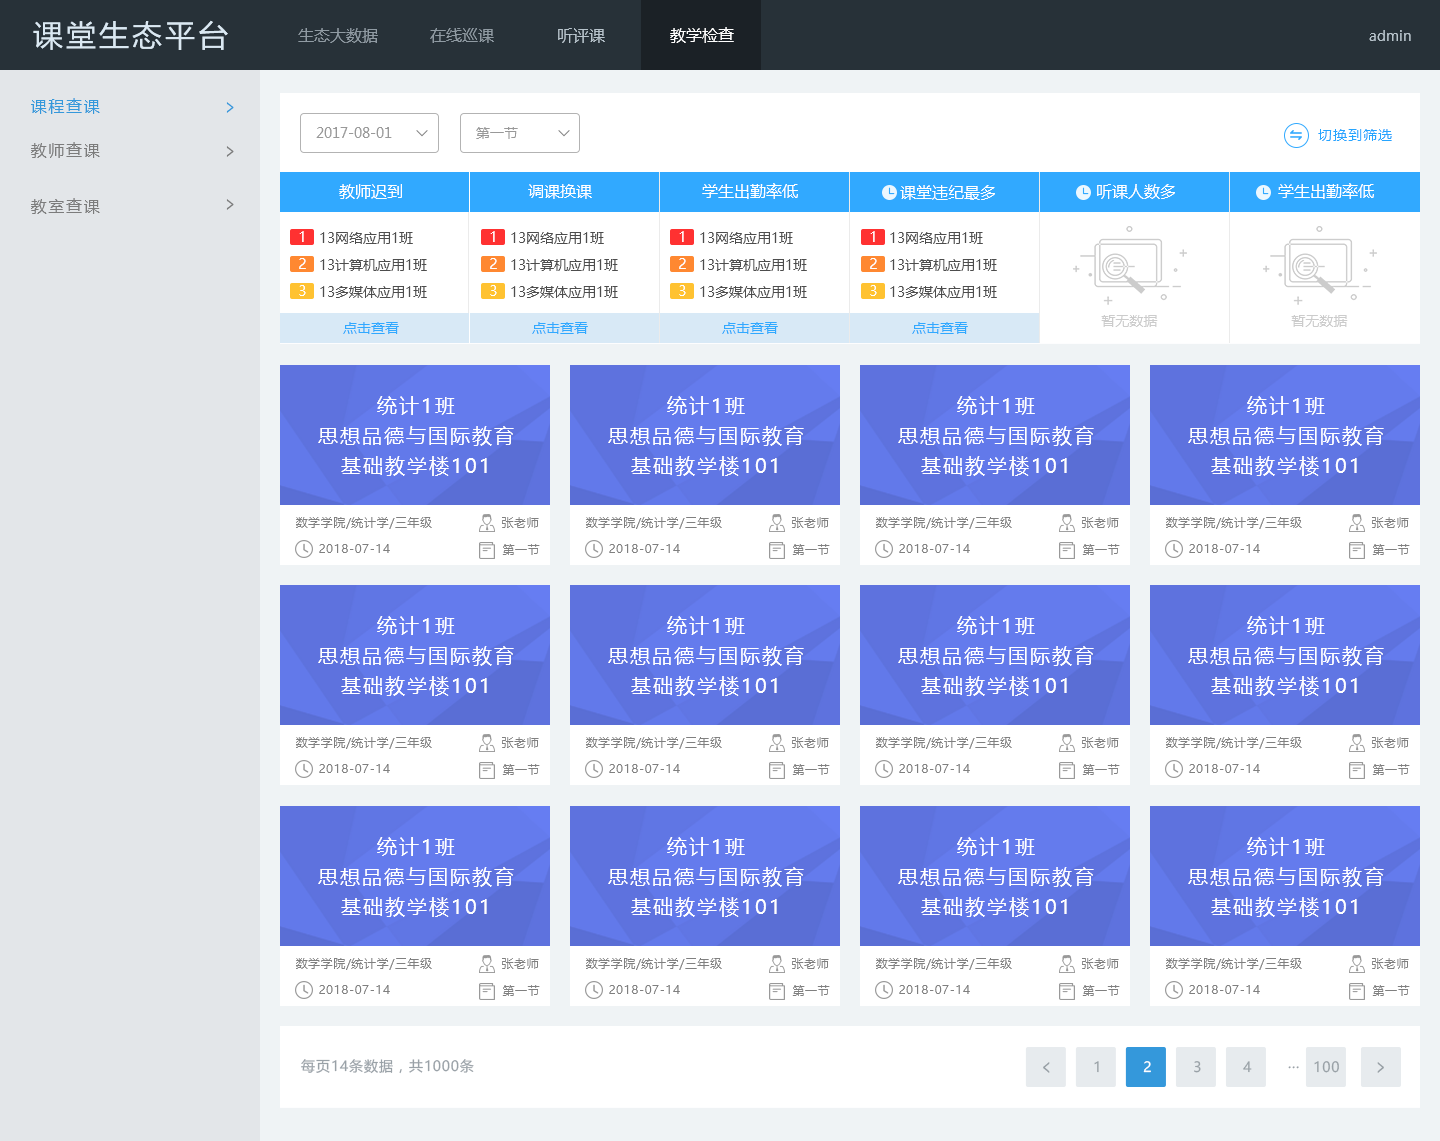 课堂生态平台
生态大数据
在线巡课
听评课
教学检查
admin
课程查课
教师查课
教室查课
2017-08-01
第一节
切换到筛选
教师迟到
调课换课
学生出勤率低
课堂违纪最多
听课人数多
学生出勤率低
1 13网络应用1班
2 13计算机应用1班
3 13多媒体应用1班
点击查看
1 13网络应用1班
2 13计算机应用1班
3 13多媒体应用1班
点击查看
1 13网络应用1班
2 13计算机应用1班
3 13多媒体应用1班
点击查看
1 13网络应用1班
2 13计算机应用1班
3 13多媒体应用1班
点击查看
暂无数据
暂无数据
统计1班
思想品德与国际教育
基础教学楼101
数学学院/统计学/三年级 张老师
2018-07-14 第一节
统计1班
思想品德与国际教育
基础教学楼101
数学学院/统计学/三年级 张老师
2018-07-14 第一节
统计1班
思想品德与国际教育
基础教学楼101
数学学院/统计学/三年级 张老师
2018-07-14 第一节
统计1班
思想品德与国际教育
基础教学楼101
数学学院/统计学/三年级 张老师
2018-07-14 第一节
统计1班
思想品德与国际教育
基础教学楼101
数学学院/统计学/三年级 张老师
2018-07-14 第一节
统计1班
思想品德与国际教育
基础教学楼101
数学学院/统计学/三年级 张老师
2018-07-14 第一节
统计1班
思想品德与国际教育
基础教学楼101
数学学院/统计学/三年级 张老师
2018-07-14 第一节
统计1班
思想品德与国际教育
基础教学楼101
数学学院/统计学/三年级 张老师
2018-07-14 第一节
统计1班
思想品德与国际教育
基础教学楼101
数学学院/统计学/三年级 张老师
2018-07-14 第一节
统计1班
思想品德与国际教育
基础教学楼101
数学学院/统计学/三年级 张老师
2018-07-14 第一节
统计1班
思想品德与国际教育
基础教学楼101
数学学院/统计学/三年级 张老师
2018-07-14 第一节
统计1班
思想品德与国际教育
基础教学楼101
数学学院/统计学/三年级 张老师
2018-07-14 第一节
每页14条数据，共1000条
< 1 2 3 4 ··· 100 >